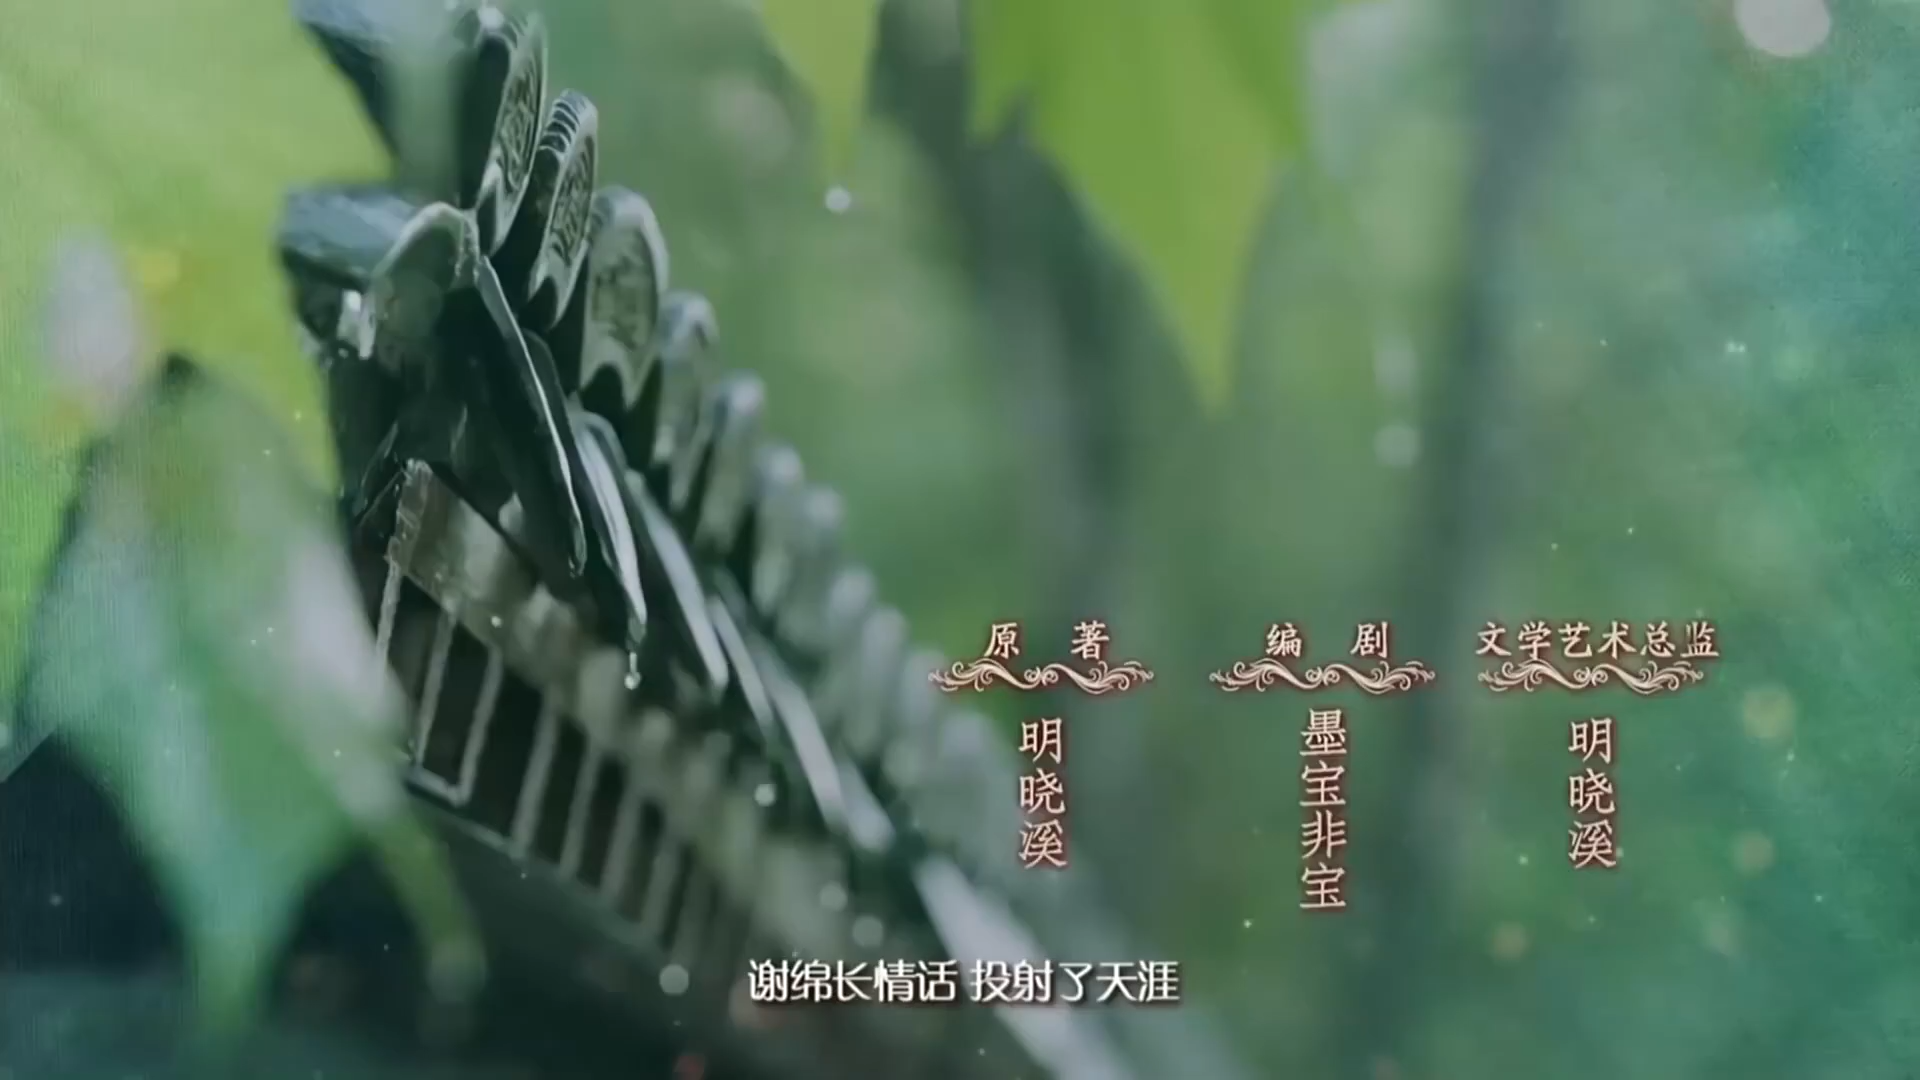 原 著
明晓溪
编 剧
墨宝非宝
文学艺术总监
明晓溪
谢绵长情话 投射了天涯